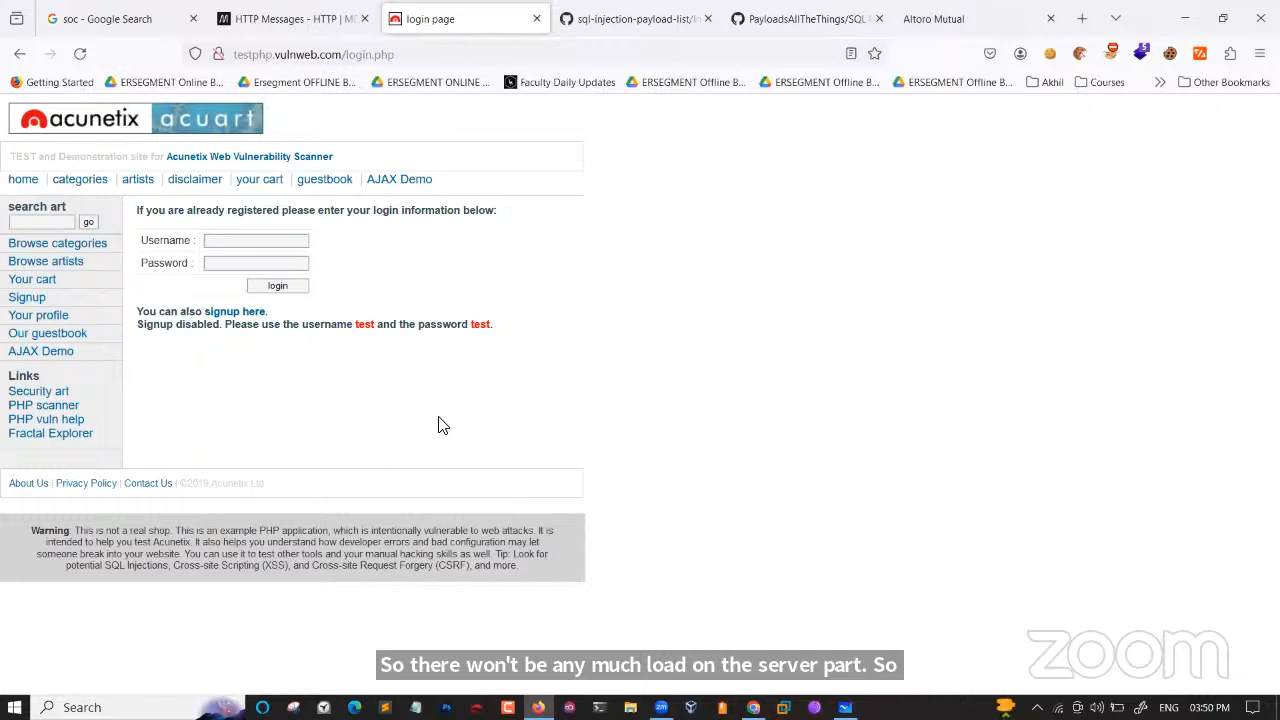 soc - Google Search
HTTP Messages - HTTP | MD
login page
sql-injection-payload-list/In
PayloadsAllTheThings/SQL I
Altoro Mutual
testphp.vulnweb.com/login.php
Getting Started
ERSEGMENT Online B...
Ersegment OFFLINE B...
ERSEGMENT ONLINE ...
Faculty Daily Updates
ERSEGMENT Offline B...
ERSEGMENT Offline B...
ERSEGMENT Offline B...
Akhil
Courses
Other Bookmarks
acunetix acuart
TEST and Demonstration site for Acunetix Web Vulnerability Scanner
home | categories | artists | disclaimer | your cart | guestbook | AJAX Demo
search art
go
Browse categories
Browse artists
Your cart
Signup
Your profile
Our guestbook
AJAX Demo
Links
Security art
PHP scanner
PHP vuln help
Fractal Explorer
If you are already registered please enter your login information below:
Username :
Password :
login
You can also signup here.
Signup disabled. Please use the username test and the password test.
About Us | Privacy Policy | Contact Us | ©2019 Acunetix Ltd
Warning: This is not a real shop. This is an example PHP application, which is intentionally vulnerable to web attacks. It is
intended to help you test Acunetix. It also helps you understand how developer errors and bad configuration may let
someone break into your website. You can use it to test other tools and your manual hacking skills as well. Tip: Look for
potential SQL Injections, Cross-site Scripting (XSS), and Cross-site Request Forgery (CSRF), and more.
zoom
So there won't be any much load on the server part. So
Search
03:50 PM